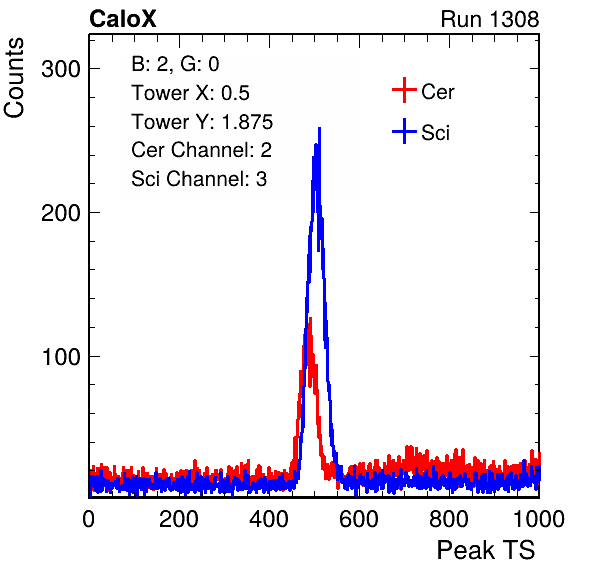 CaloX Run 1308
Counts
300
200
100
B: 2, G: 0
Tower X: 0.5
Tower Y: 1.875
Cer Channel: 2
Sci Channel: 3
Cer
Sci
0 200 400 600 800 1000
Peak TS